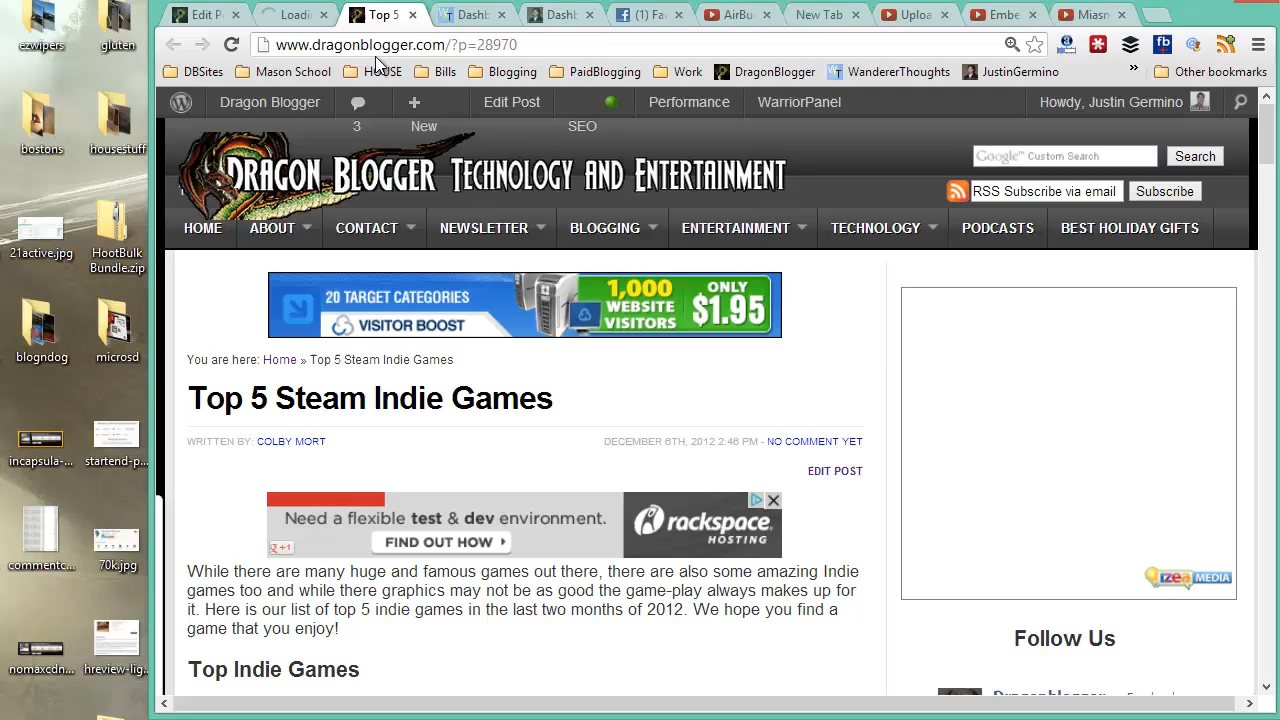 ezwipers
gluten
bostons
housestuff
21active.jpg
HootBulk
Bundle.zip
blogndog
microsd
incapsula-...
startend-p...
commentc...
70k.jpg
nomaxcdn...
hreview-lig...
Edit P
Loadi
Top 5
Dashb
Dashb
(1) Fa
AirBu
New Tab
Uploa
Embe
Miasm
www.dragonblogger.com/?p=28970
DBSites
Mason School
HOUSE
Bills
Blogging
PaidBlogging
Work
DragonBlogger
WandererThoughts
JustinGermino
»
Other bookmarks
Dragon Blogger
3
New
Edit Post
SEO
Performance
WarriorPanel
Howdy, Justin Germino
Dragon Blogger Technology and Entertainment
Google™ Custom Search
Search
RSS Subscribe via email
Subscribe
HOME
ABOUT
CONTACT
NEWSLETTER
BLOGGING
ENTERTAINMENT
TECHNOLOGY
PODCASTS
BEST HOLIDAY GIFTS
20 TARGET CATEGORIES
VISITOR BOOST
1,000
WEBSITE
VISITORS
ONLY
$1.95
You are here: Home » Top 5 Steam Indie Games
Top 5 Steam Indie Games
WRITTEN BY: COLBY MORT
DECEMBER 6TH, 2012 2:46 PM - NO COMMENT YET
EDIT POST
Need a flexible test & dev environment.
FIND OUT HOW
g +1
rackspace.
HOSTING
While there are many huge and famous games out there, there are also some amazing Indie
games too and while there graphics may not be as good the game-play always makes up for
it. Here is our list of top 5 indie games in the last two months of 2012. We hope you find a
game that you enjoy!
Top Indie Games
izea MEDIA
Follow Us
Dragonblogger